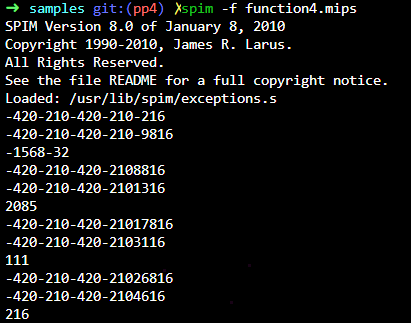 ➜ samples git:(pp4) ✗spim -f function4.mips
SPIM Version 8.0 of January 8, 2010
Copyright 1990-2010, James R. Larus.
All Rights Reserved.
See the file README for a full copyright notice.
Loaded: /usr/lib/spim/exceptions.s
-420-210-420-210-216
-420-210-420-210-9816
-1568-32
-420-210-420-2108816
-420-210-420-2101316
2085
-420-210-420-21017816
-420-210-420-2103116
111
-420-210-420-21026816
-420-210-420-2104616
216